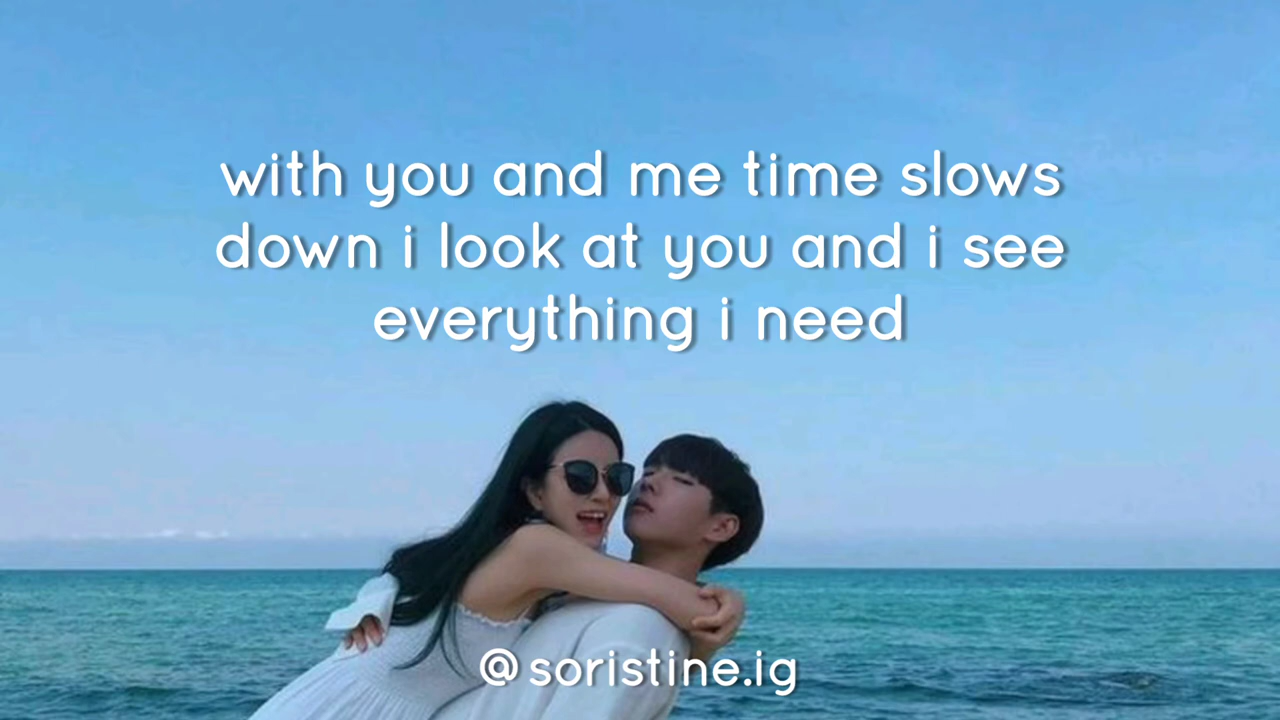 with you and me time slows
down i look at you and i see
everything i need
@soristine.ig